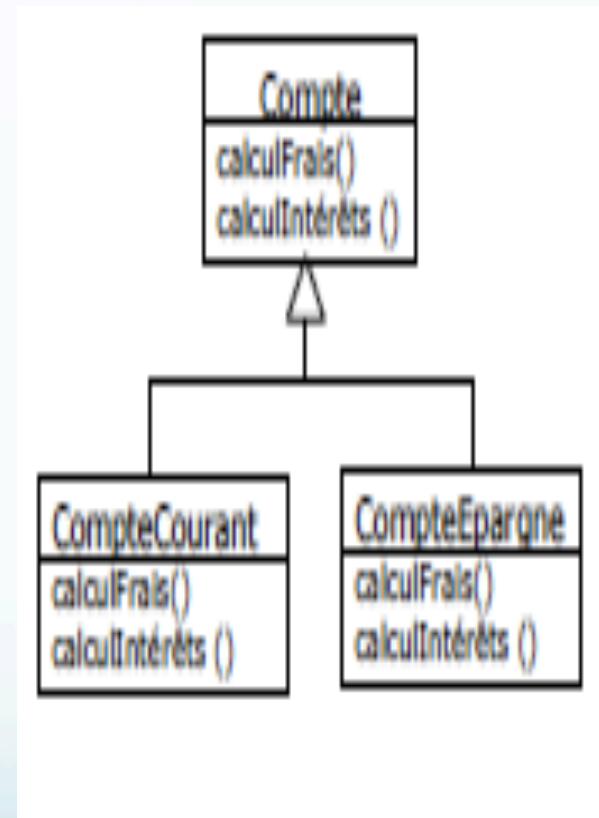 Compte
calculFrais()
calculIntérêts ()
CompteCourant
calculFrais()
calculIntérêts ()
CompteEpargne
calculFrais()
calculIntérêts ()